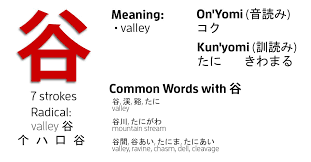 谷
7 strokes
Radical:
valley 谷
个 ハ 口 谷
Meaning:
・valley
On'Yomi (音読み)
コク
Kun'yomi (訓読み)
たに きわまる
Common Words with 谷
谷, 渓, 谿, たに
valley
谷川, たにがわ
mountain stream
谷間, 谷あい, たにま, たにあい
valley, ravine, chasm, dell, cleavage